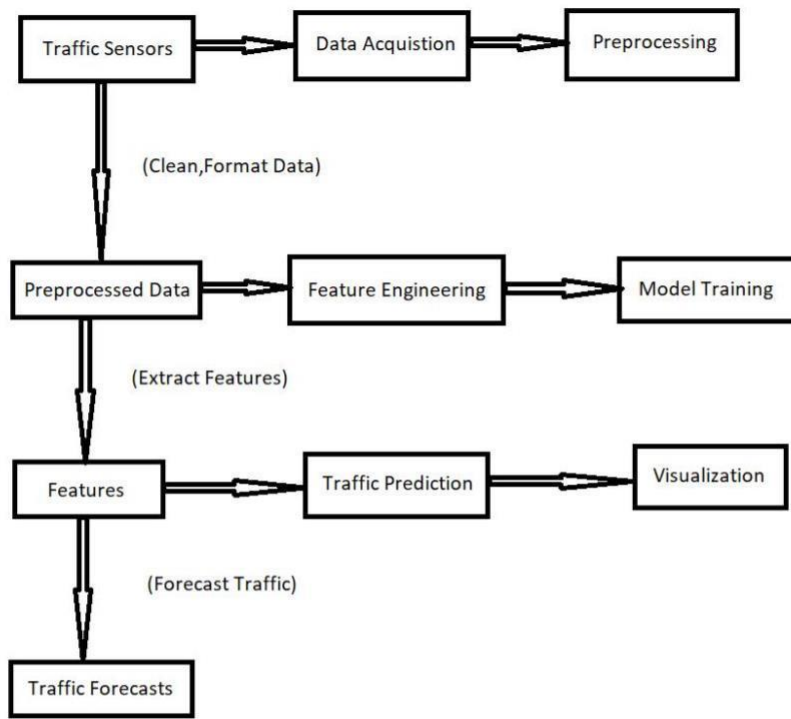 Traffic Sensors
Data Acquistion
Preprocessing
(Clean,Format Data)
Preprocessed Data
Feature Engineering
Model Training
(Extract Features)
Features
Traffic Prediction
Visualization
(Forecast Traffic)
Traffic Forecasts